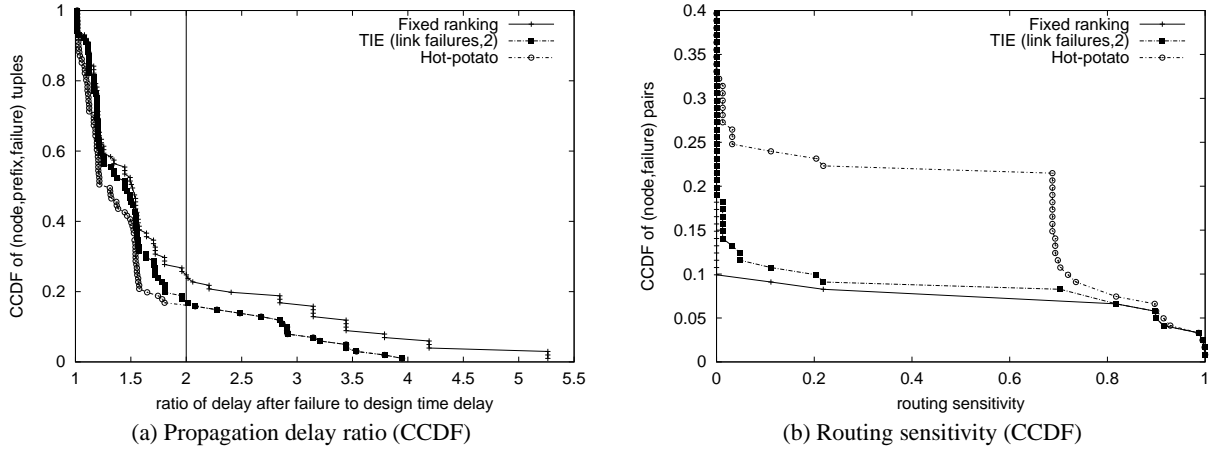 CCDF of (node,prefix,failure) tuples
1
0.8
0.6
0.4
0.2
0
1
1.5
2
2.5
3
3.5
4
4.5
5
5.5
Fixed ranking
TIE (link failures,2)
Hot-potato
ratio of delay after failure to design time delay
(a) Propagation delay ratio (CCDF)
CCDF of (node,failure) pairs
0.4
0.35
0.3
0.25
0.2
0.15
0.1
0.05
0
0
0.2
0.4
0.6
0.8
1
Fixed ranking
TIE (link failures,2)
Hot-potato
routing sensitivity
(b) Routing sensitivity (CCDF)